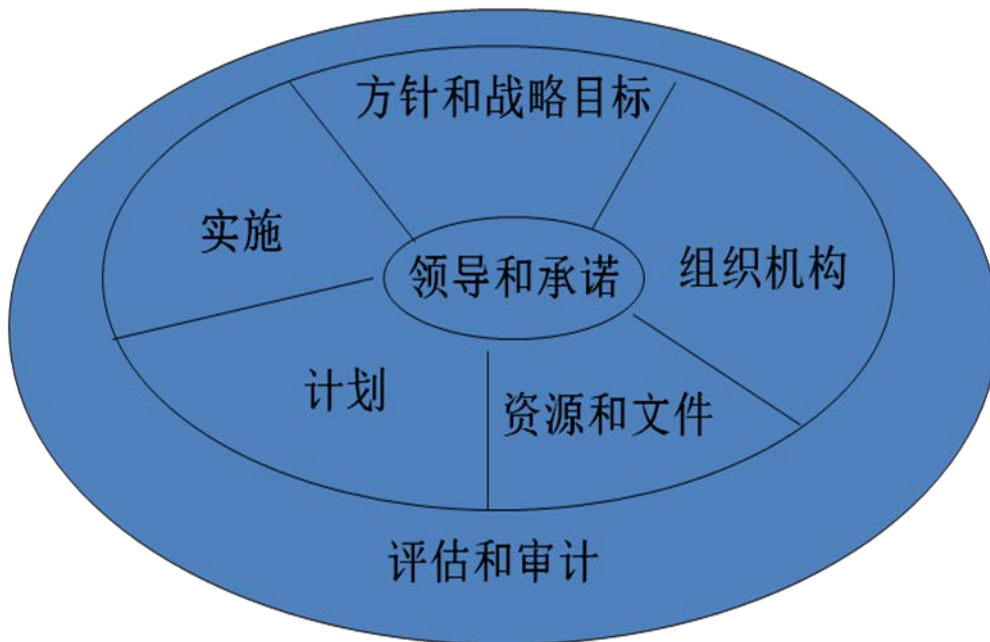 方针和战略目标
实施
领导和承诺
组织机构
计划
资源和文件
评估和审计